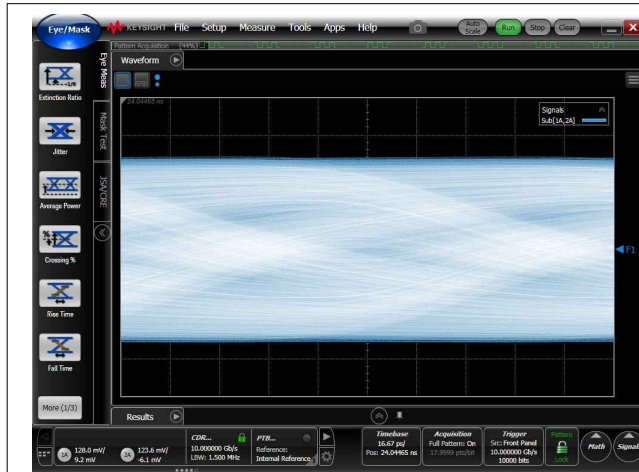 Eye/Mask
KEYSIGHT File Setup Measure Tools Apps Help
Auto Scale
Run
Stop
Clear
Pattern Acquisition (44%)
Waveform
Eye Meas
Mask Test
JSA/CRE
Extinction Ratio
Jitter
Average Power
Crossing %
Rise Time
Fall Time
More (1/3)
24.04465 ns
Signals
Sub[1A,2A]
F1
Results
1A 128.0 mV/
9.2 mV
2A 123.6 mV/
-6.1 mV
CDR...
10.000000 Gb/s
LBW: 1.500 MHz
PTB...
Reference:
Internal Reference
Timebase
16.67 ps/
Pos: 24.04465 ns
Acquisition
Full Pattern: On
17.9999 pts/bit
Trigger
Src: Front Panel
10.000000 Gb/s
10000 bits
Pattern
Lock
Math
Signals